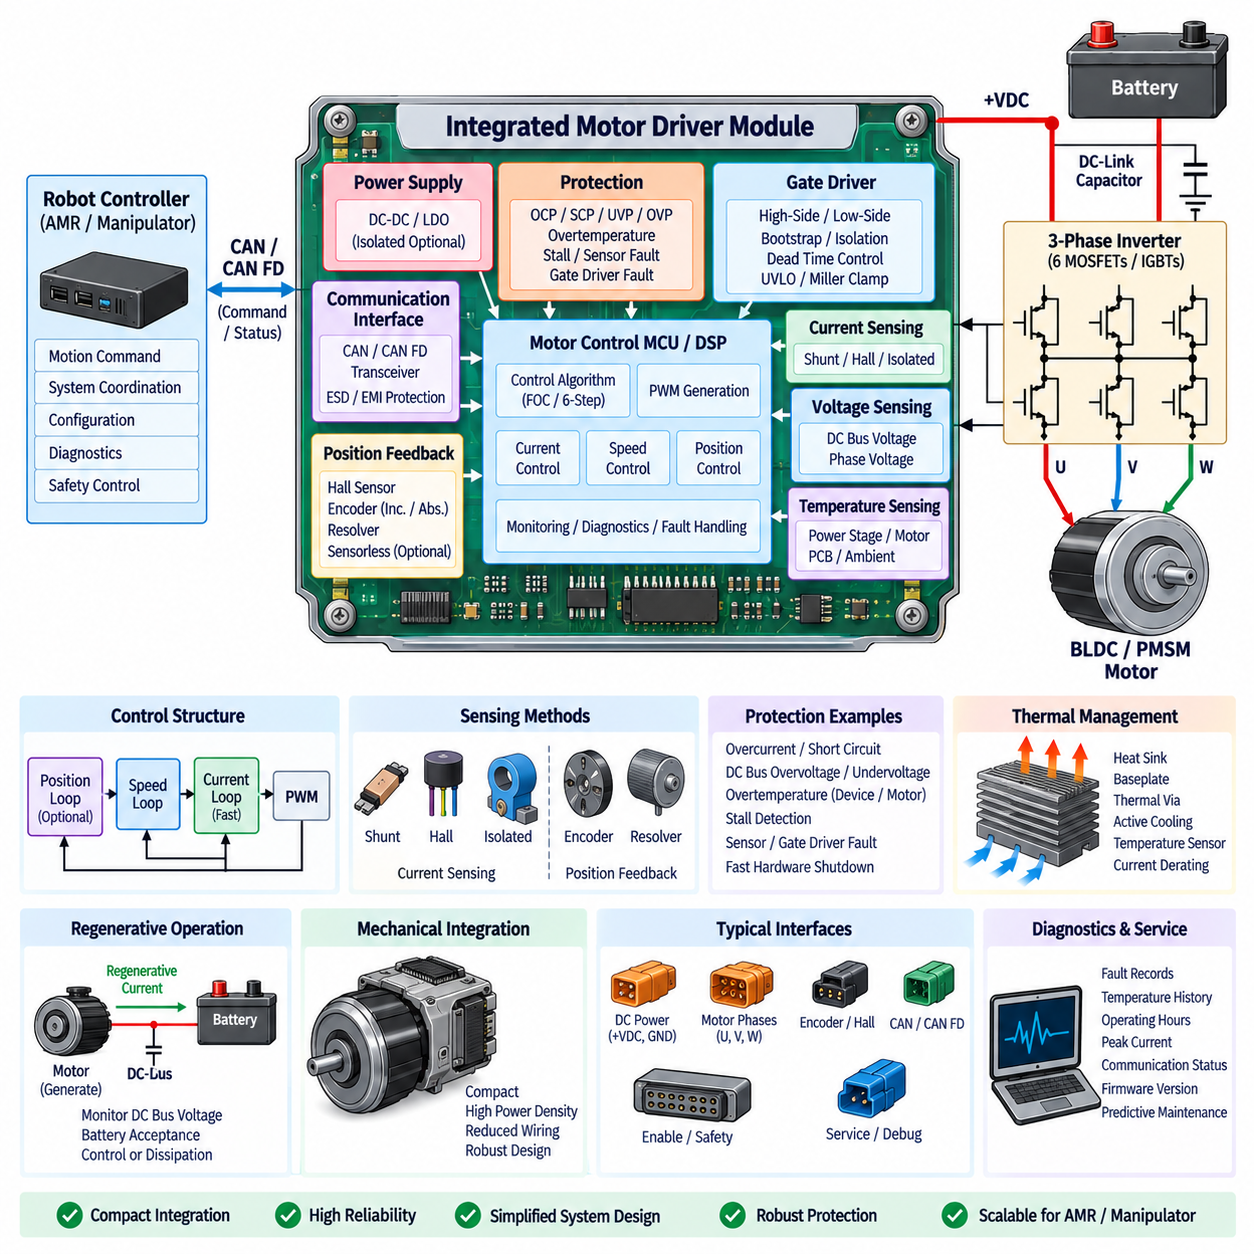 Battery
+VDC
DC-Link
Capacitor
Integrated Motor Driver Module
Robot Controller
(AMR / Manipulator)
Motion Command
System Coordination
Configuration
Diagnostics
Safety Control
CAN /
CAN FD
(Command
/ Status)
Power Supply
DC-DC / LDO
(Isolated Optional)
Protection
OCP / SCP / UVP / OVP
Overtemperature
Stall / Sensor Fault
Gate Driver Fault
Gate Driver
High-Side / Low-Side
Bootstrap / Isolation
Dead Time Control
UVLO / Miller Clamp
Communication
Interface
CAN / CAN FD
Transceiver
ESD / EMI Protection
Position Feedback
Hall Sensor
Encoder (Inc. / Abs.)
Resolver
Sensorless (Optional)
Motor Control MCU / DSP
Control Algorithm
(FOC / 6-Step)
PWM Generation
Current
Control
Speed
Control
Position
Control
Monitoring / Diagnostics / Fault Handling
Current Sensing
Shunt / Hall / Isolated
Voltage Sensing
DC Bus Voltage
Phase Voltage
Temperature Sensing
Power Stage / Motor
PCB / Ambient
3-Phase Inverter
(6 MOSFETs / IGBTs)
U
V
W
BLDC / PMSM
Motor
Control Structure
Position
Loop
(Optional)
Speed
Loop
Current
Loop
(Fast)
PWM
Sensing Methods
Shunt
Hall
Isolated
Encoder
Resolver
Current Sensing
Position Feedback
Protection Examples
Overcurrent / Short Circuit
DC Bus Overvoltage / Undervoltage
Overtemperature (Device / Motor)
Stall Detection
Sensor / Gate Driver Fault
Fast Hardware Shutdown
Thermal Management
Heat Sink
Baseplate
Thermal Via
Active Cooling
Temperature Sensor
Current Derating
Regenerative Operation
Regenerative
Current
Battery
Motor
(Generate)
DC-Bus
Monitor DC Bus Voltage
Battery Acceptance
Control or Dissipation
Mechanical Integration
Compact
High Power Density
Reduced Wiring
Robust Design
Typical Interfaces
DC Power
(+VDC, GND)
Motor Phases
(U, V, W)
Encoder / Hall
CAN / CAN FD
Enable / Safety
Service / Debug
Diagnostics & Service
Fault Records
Temperature History
Operating Hours
Peak Current
Communication Status
Firmware Version
Predictive Maintenance
Compact Integration
High Reliability
Simplified System Design
Robust Protection
Scalable for AMR / Manipulator